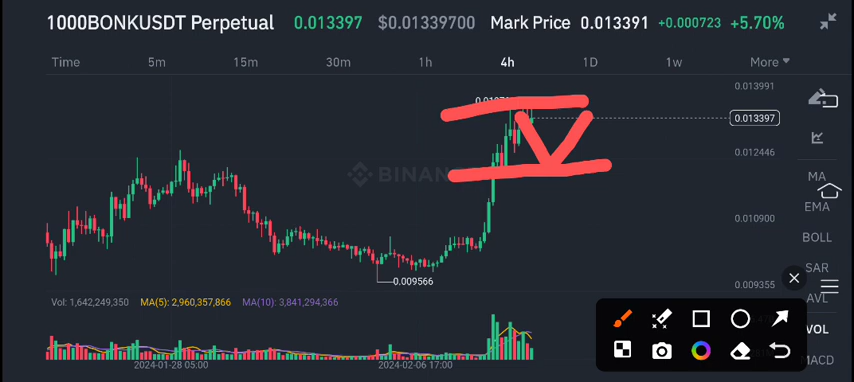 1000BONKUSDT Perpetual 0.013397 $0.01339700 Mark Price 0.013391 +0.000723 +5.70%
Time 5m 15m 30m 1h 4h 1D 1w More
0.013991
0.013397
0.012446
BINAN
MA
EMA
0.010900
BOLL
SAR
0.009566
0.009355
AVL
Vol: 1,642,249,350 MA(5): 2,960,357,866 MA(10): 3,841,294,366
VOL
MACD
2024-01-28 05:00 2024-02-06 17:00